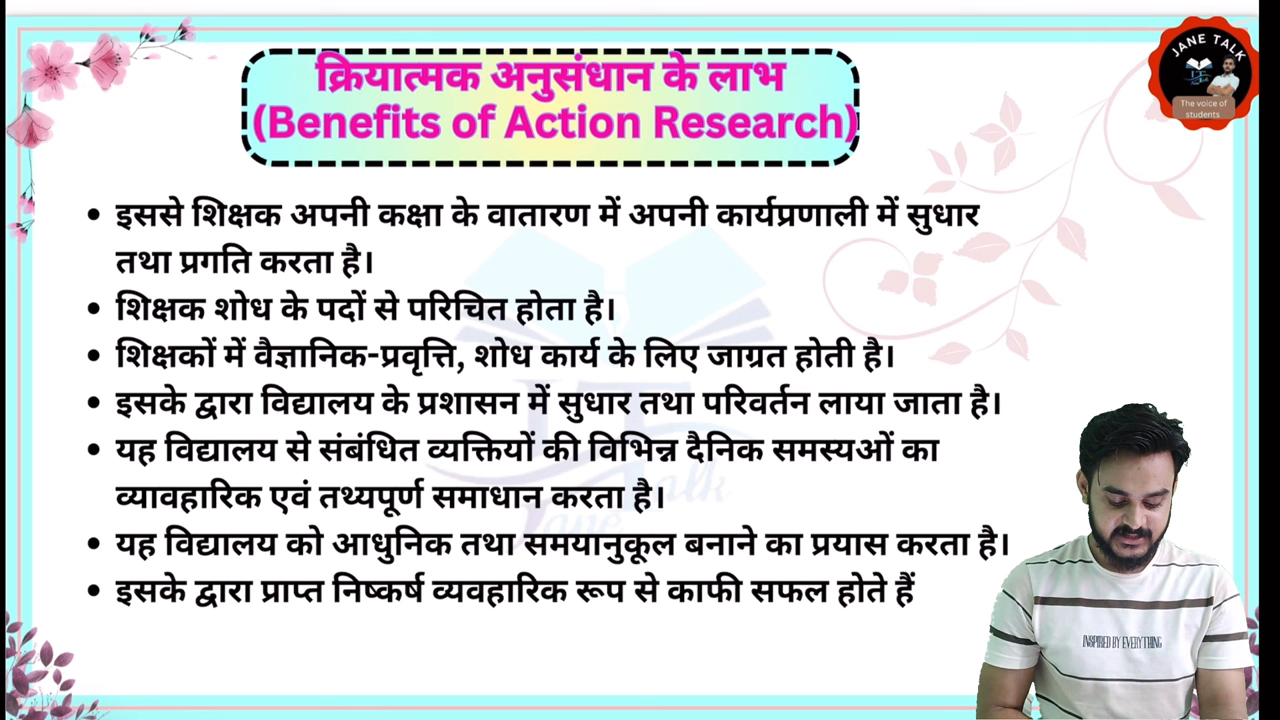 क्रियात्मक अनुसंधान के लाभ
(Benefits of Action Research)
JANE TALK
The voice of
students
• इससे शिक्षक अपनी कक्षा के वातारण में अपनी कार्यप्रणाली में सुधार
तथा प्रगति करता है।
• शिक्षक शोध के पदों से परिचित होता है।
• शिक्षकों में वैज्ञानिक-प्रवृत्ति, शोध कार्य के लिए जाग्रत होती है।
• इसके द्वारा विद्यालय के प्रशासन में सुधार तथा परिवर्तन लाया जाता है।
• यह विद्यालय से संबंधित व्यक्तियों की विभिन्न दैनिक समस्यओं का
व्यावहारिक एवं तथ्यपूर्ण समाधान करता है।
• यह विद्यालय को आधुनिक तथा समयानुकूल बनाने का प्रयास करता है।
• इसके द्वारा प्राप्त निष्कर्ष व्यवहारिक रूप से काफी सफल होते हैं
INSPIRED BY EVERYTHING